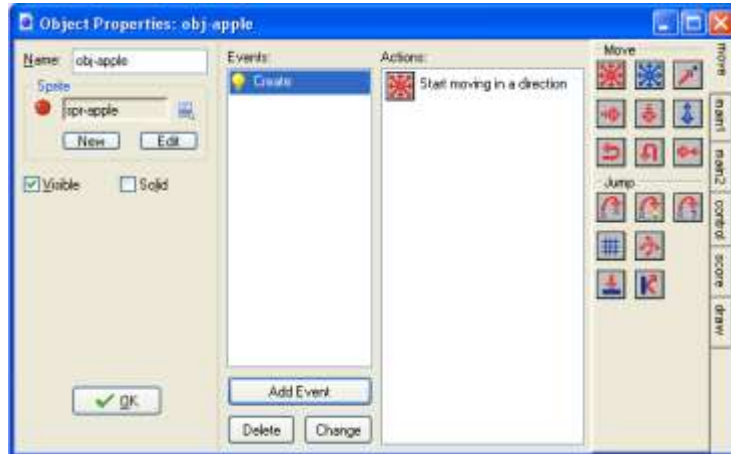 Object Properties: obj-apple
Name: obj-apple
Sprite
spr-apple
New Edit
Visible Solid
OK
Events:
Create
Add Event
Delete Change
Actions:
Start moving in a direction
Move
Jump
move
main1
main2
control
score
draw